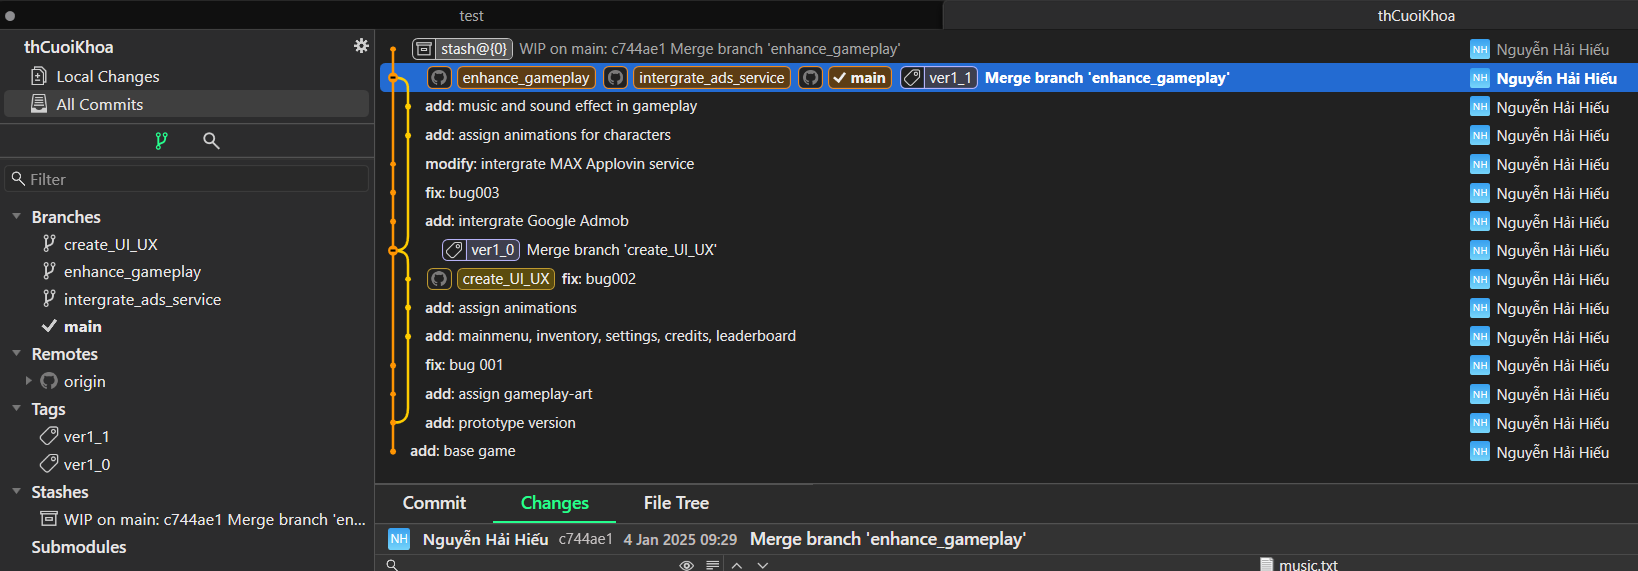 test
thCuoiKhoa
thCuoiKhoa
Local Changes
All Commits
Filter
Branches
create_UI_UX
enhance_gameplay
intergrate_ads_service
main
Remotes
origin
Tags
ver1_1
ver1_0
Stashes
WIP on main: c744ae1 Merge branch 'en...
Submodules
stash@{0} WIP on main: c744ae1 Merge branch 'enhance_gameplay' NH Nguyễn Hải Hiếu
enhance_gameplay intergrate_ads_service main ver1_1 Merge branch 'enhance_gameplay' NH Nguyễn Hải Hiếu
add: music and sound effect in gameplay NH Nguyễn Hải Hiếu
add: assign animations for characters NH Nguyễn Hải Hiếu
modify: intergrate MAX Applovin service NH Nguyễn Hải Hiếu
fix: bug003 NH Nguyễn Hải Hiếu
add: intergrate Google Admob NH Nguyễn Hải Hiếu
ver1_0 Merge branch 'create_UI_UX' NH Nguyễn Hải Hiếu
create_UI_UX fix: bug002 NH Nguyễn Hải Hiếu
add: assign animations NH Nguyễn Hải Hiếu
add: mainmenu, inventory, settings, credits, leaderboard NH Nguyễn Hải Hiếu
fix: bug 001 NH Nguyễn Hải Hiếu
add: assign gameplay-art NH Nguyễn Hải Hiếu
add: prototype version NH Nguyễn Hải Hiếu
add: base game NH Nguyễn Hải Hiếu
Commit Changes File Tree
NH Nguyễn Hải Hiếu c744ae1 4 Jan 2025 09:29 Merge branch 'enhance_gameplay'
music.txt